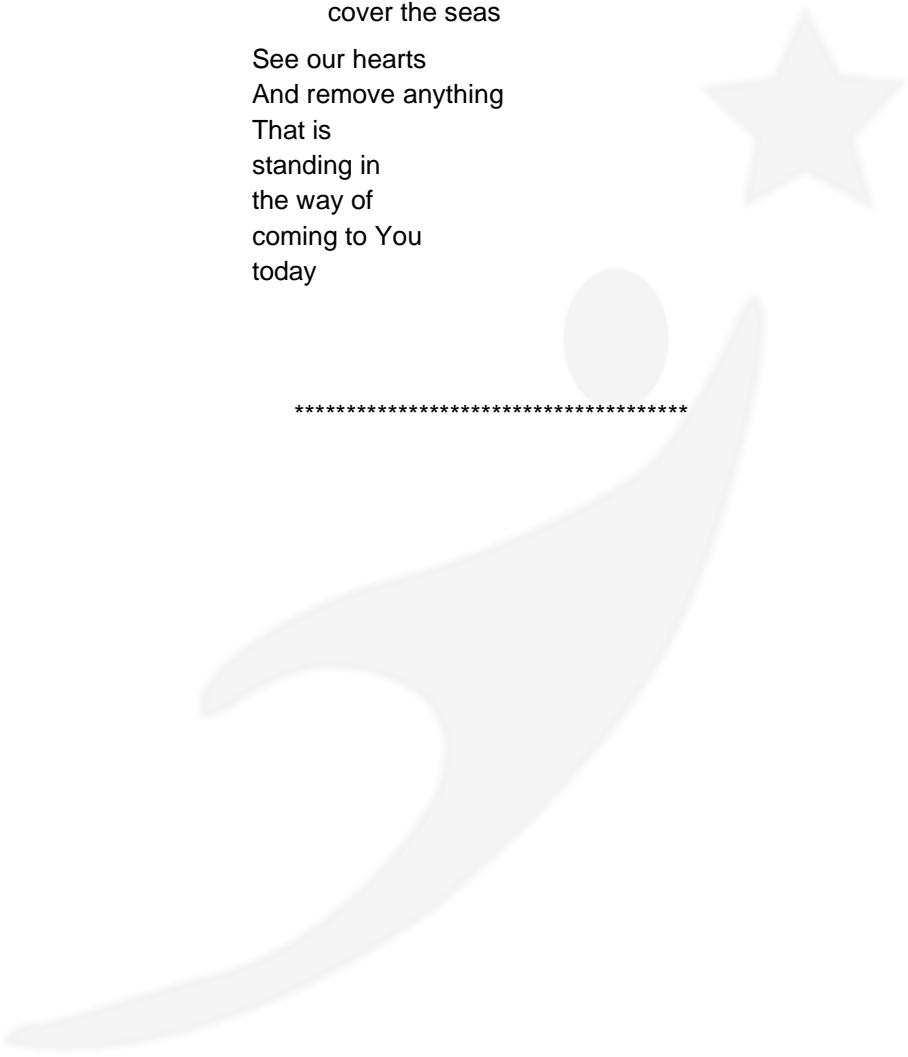 cover the seas
See our hearts
And remove anything
That is
standing in
the way of
coming to You
today
**************************************